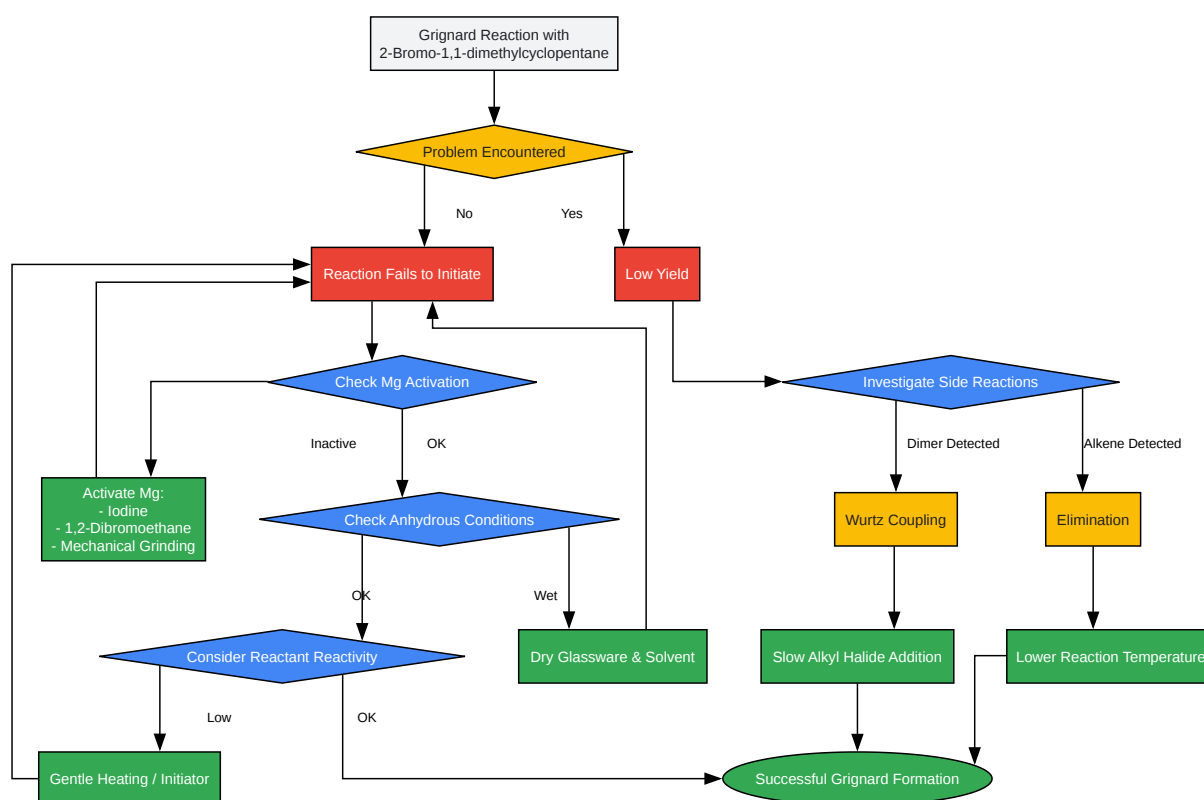 Grignard Reaction with
2-Bromo-1,1-dimethylcyclopentane
Problem Encountered
No
Yes
Reaction Fails to Initiate
Low Yield
Check Mg Activation
Investigate Side Reactions
Inactive
OK
Dimer Detected
Alkene Detected
Activate Mg:
- Iodine
- 1,2-Dibromoethane
- Mechanical Grinding
Check Anhydrous Conditions
Wurtz Coupling
Elimination
OK
Wet
Consider Reactant Reactivity
Dry Glassware & Solvent
Slow Alkyl Halide Addition
Lower Reaction Temperature
Low
OK
Gentle Heating / Initiator
Successful Grignard Formation